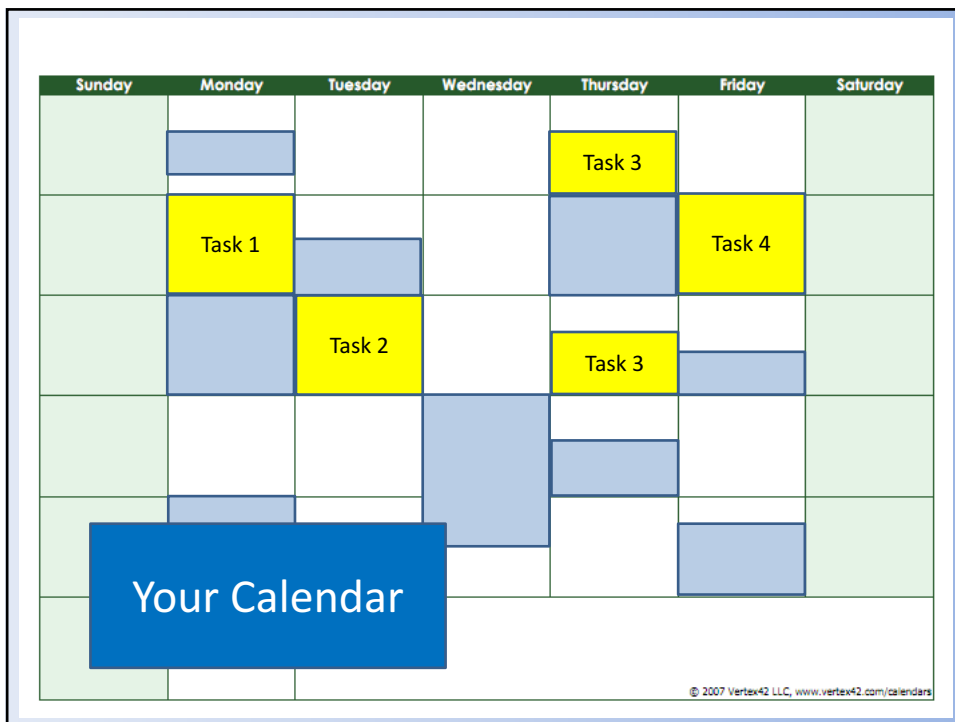 Sunday Monday Tuesday Wednesday Thursday Friday Saturday
Task 3
Task 1
Task 4
Task 2
Task 3
Your Calendar
© 2007 Vertex42 LLC, www.vertex42.com/calendars